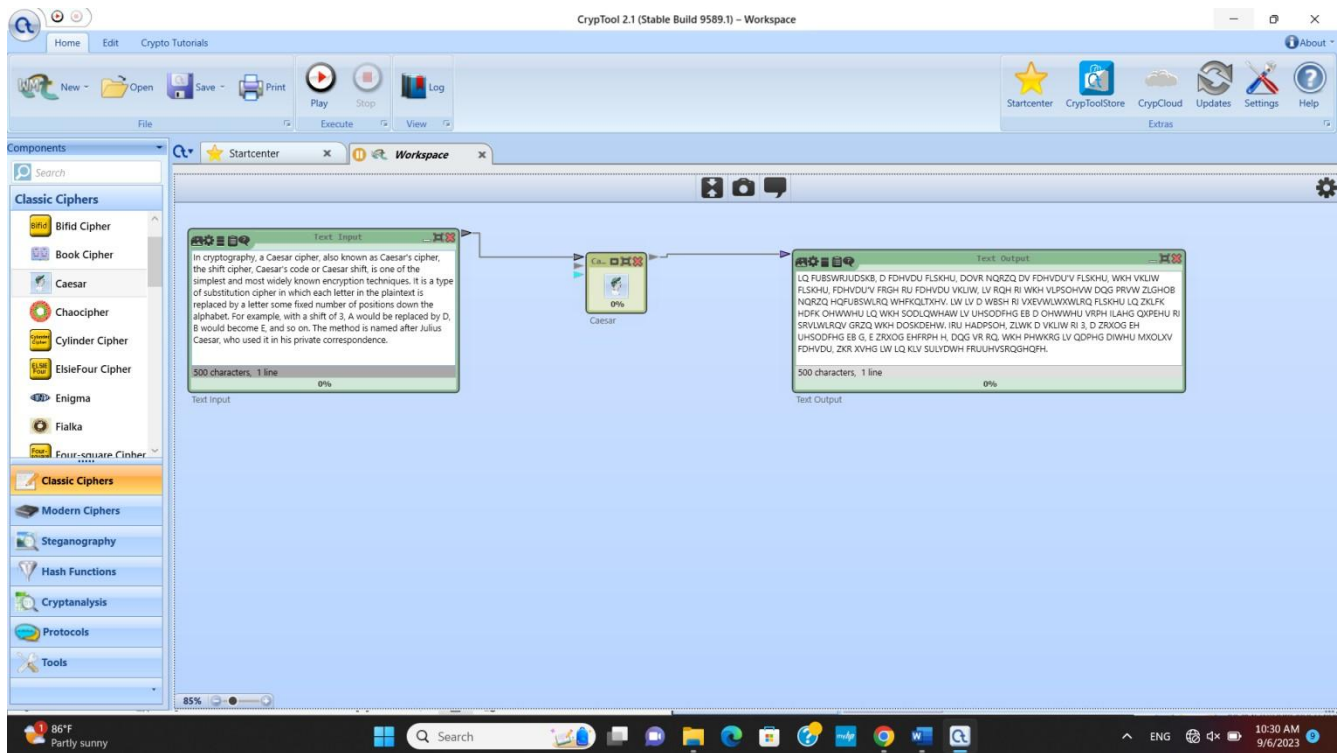 CrypTool 2.1 (Stable Build 9589.1) – Workspace
Home Edit Crypto Tutorials About
New Open Save Print Play Stop Log Startcenter CrypToolStore CrypCloud Updates Settings Help
File Execute View Extras
Components
Startcenter Workspace
Search
Classic Ciphers
Bifid Bifid Cipher
Book Cipher
Caesar
Chaocipher
Cylinder Cipher
ElsieFour Cipher
Enigma
Fialka
Four-square Cipher
Classic Ciphers
Modern Ciphers
Steganography
Hash Functions
Cryptanalysis
Protocols
Tools
Text Input
In cryptography, a Caesar cipher, also known as Caesar's cipher,
the shift cipher, Caesar's code or Caesar shift, is one of the
simplest and most widely known encryption techniques. It is a type
of substitution cipher in which each letter in the plaintext is
replaced by a letter some fixed number of positions down the
alphabet. For example, with a shift of 3, A would be replaced by D,
B would become E, and so on. The method is named after Julius
Caesar, who used it in his private correspondence.
500 characters, 1 line
0%
Text Input
Ca...
0%
Caesar
Text Output
LQ FUBSWRJUDSKB, D FDHVDU FLSKHU, DOVR NQRZQ DV FDHVDU'V FLSKHU, WKH VKLIW
FLSKHU, FDHVDU'V FRGH RU FDHVDU VKLIW, LV RQH RI WKH VLPSOHVW DQG PRVW ZLGHOB
NQRZQ HQFUBSWLRQ WHFKQLTXHV. LW LV D WBSH RI VXEVWLWXWLRQ FLSKHU LQ ZKLFK
HDFK OHWWHU LQ WKH SODLQWHAW LV UHSODFHG EB D OHWWHU VRPH ILAHG QXPEHU RI
SRVLWLRQV GRZQ WKH DOSKDEHW. IRU HADPSOH, ZLWK D VKLIW RI 3, D ZRXOG EH
UHSODFHG EB G, E ZRXOG EHFRPH H, DQG VR RQ. WKH PHWKRG LV QDPHG DIWHU MXOLXV
FDHVDU, ZKR XVHG LW LQ KLV SULYDWH FRUUHVSRQGHQFH.
500 characters, 1 line
0%
Text Output
85%
86°F
Partly sunny
Search
ENG
10:30 AM
9/6/2023
9